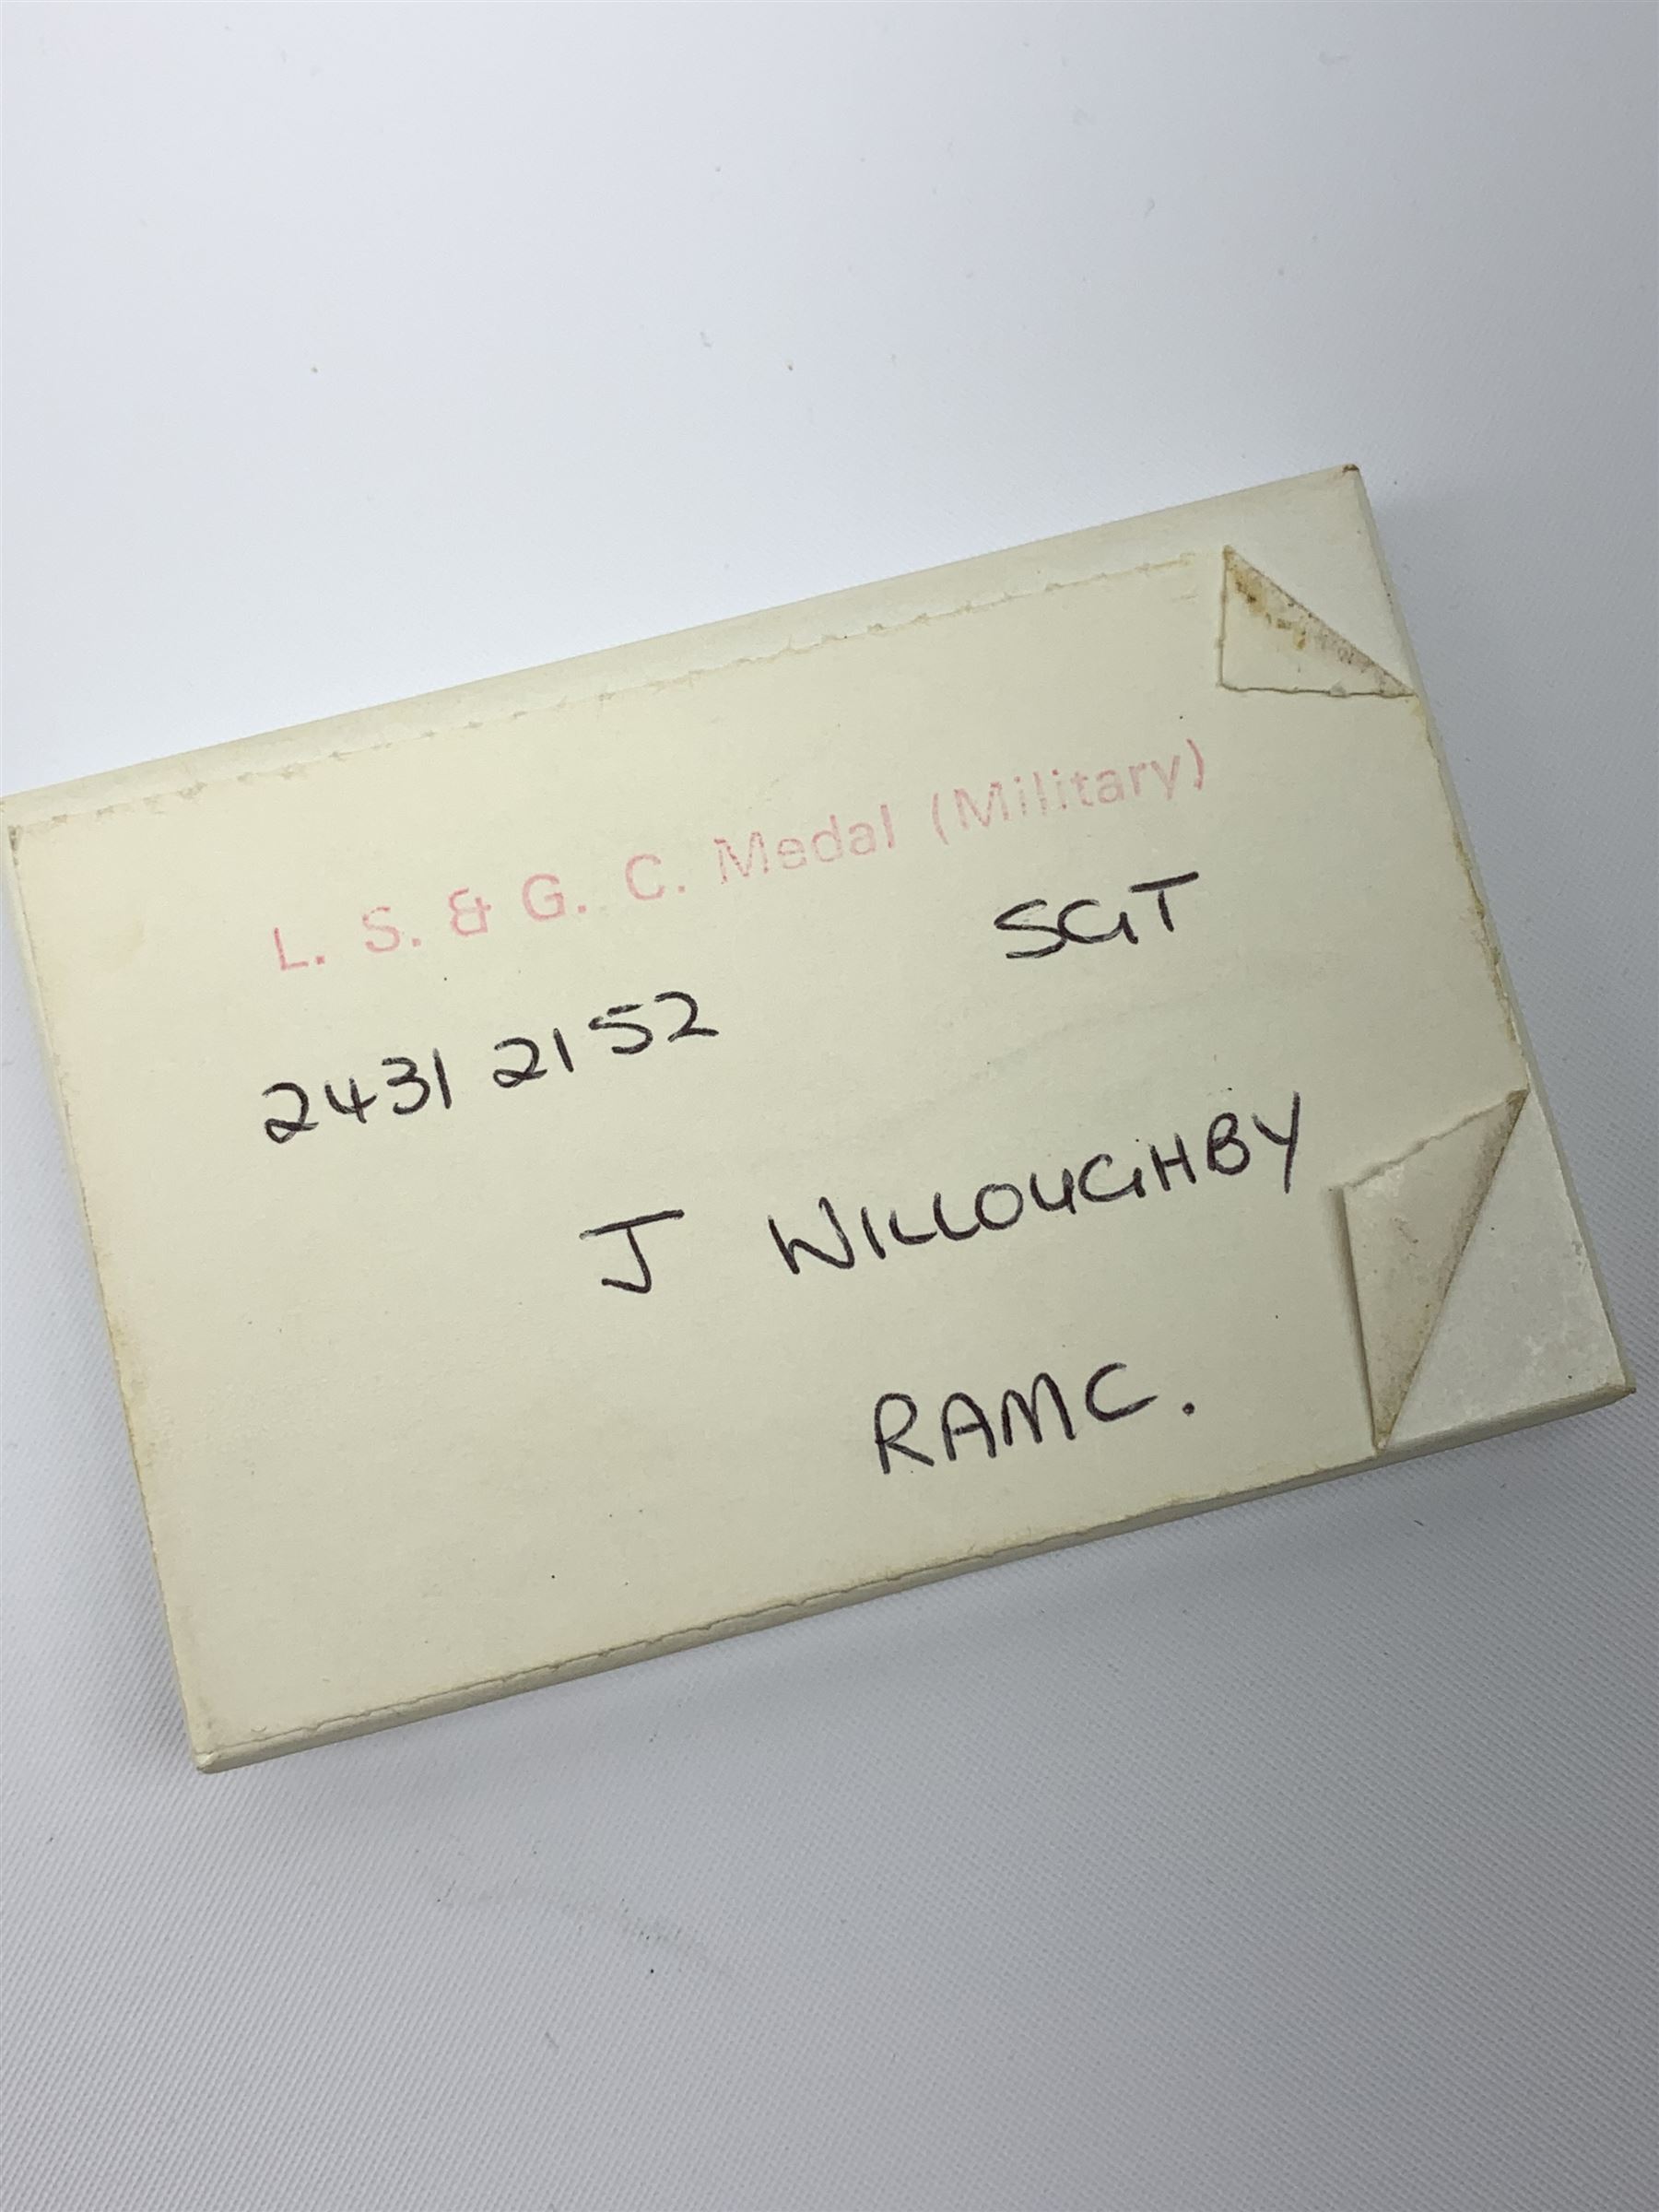 L. S. & G. C. Medal (Military)
24312152 SGT
J WILLOUGHBY
RAMC.